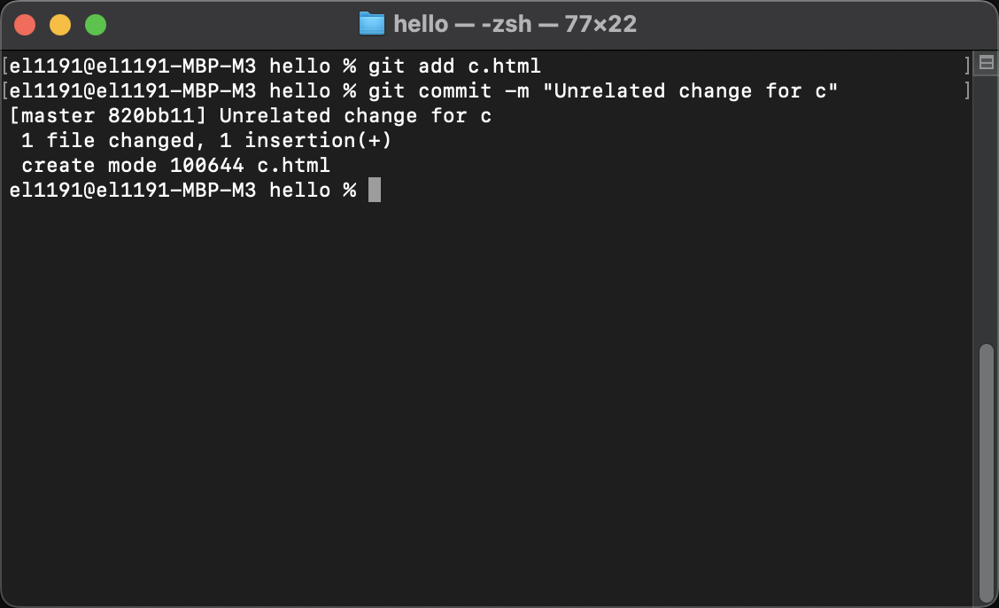 hello — -zsh — 77×22
[el1191@el1191-MBP-M3 hello % git add c.html ]
[el1191@el1191-MBP-M3 hello % git commit -m "Unrelated change for c" ]
[master 820bb11] Unrelated change for c
 1 file changed, 1 insertion(+)
 create mode 100644 c.html
el1191@el1191-MBP-M3 hello %